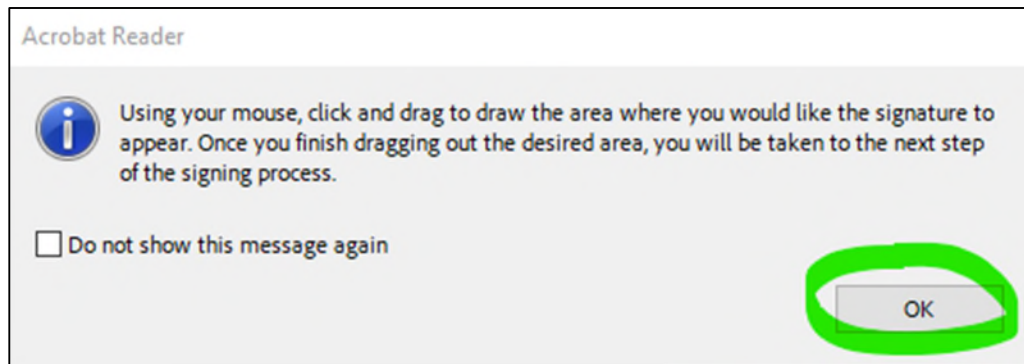 Acrobat Reader
Using your mouse, click and drag to draw the area where you would like the signature to
appear. Once you finish dragging out the desired area, you will be taken to the next step
of the signing process.
Do not show this message again
OK